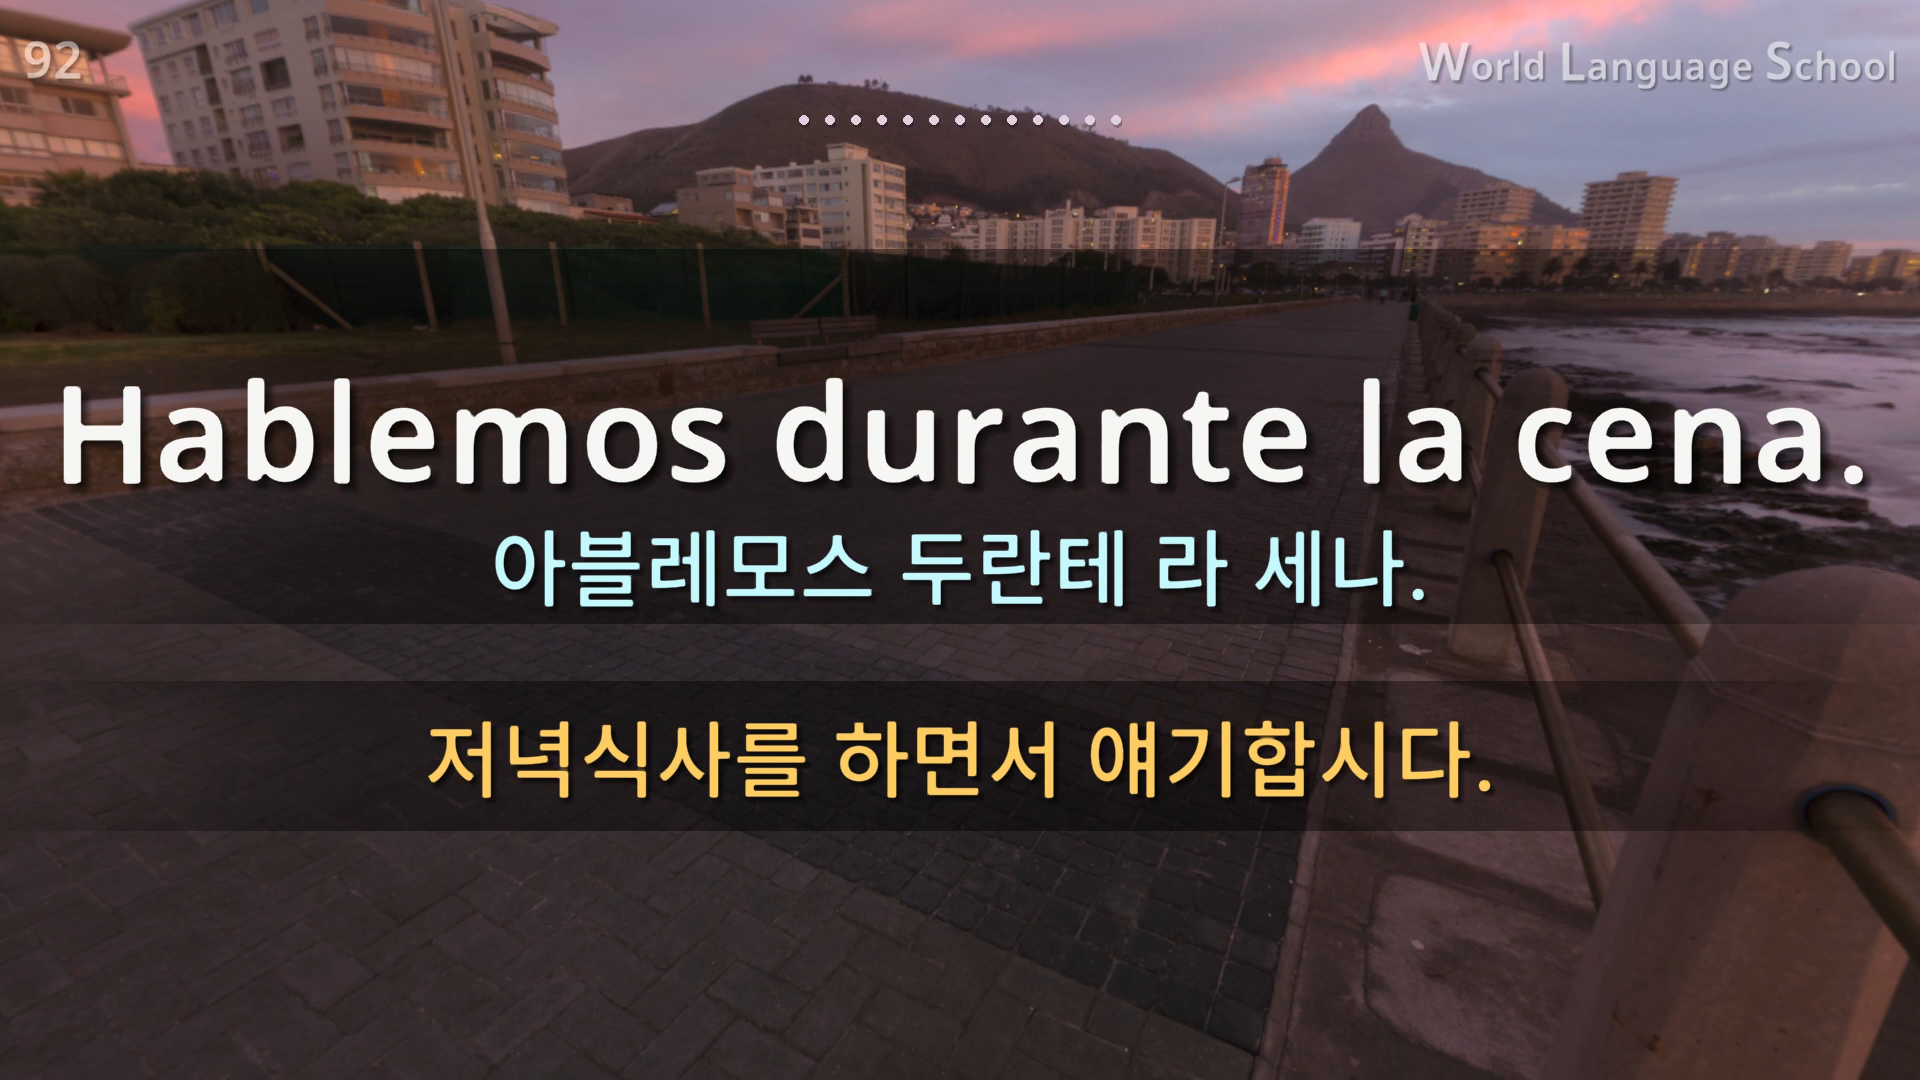 92
World Language School
Hablemos durante la cena.
아블레모스 두란테 라 세나.
저녁식사를 하면서 얘기합시다.